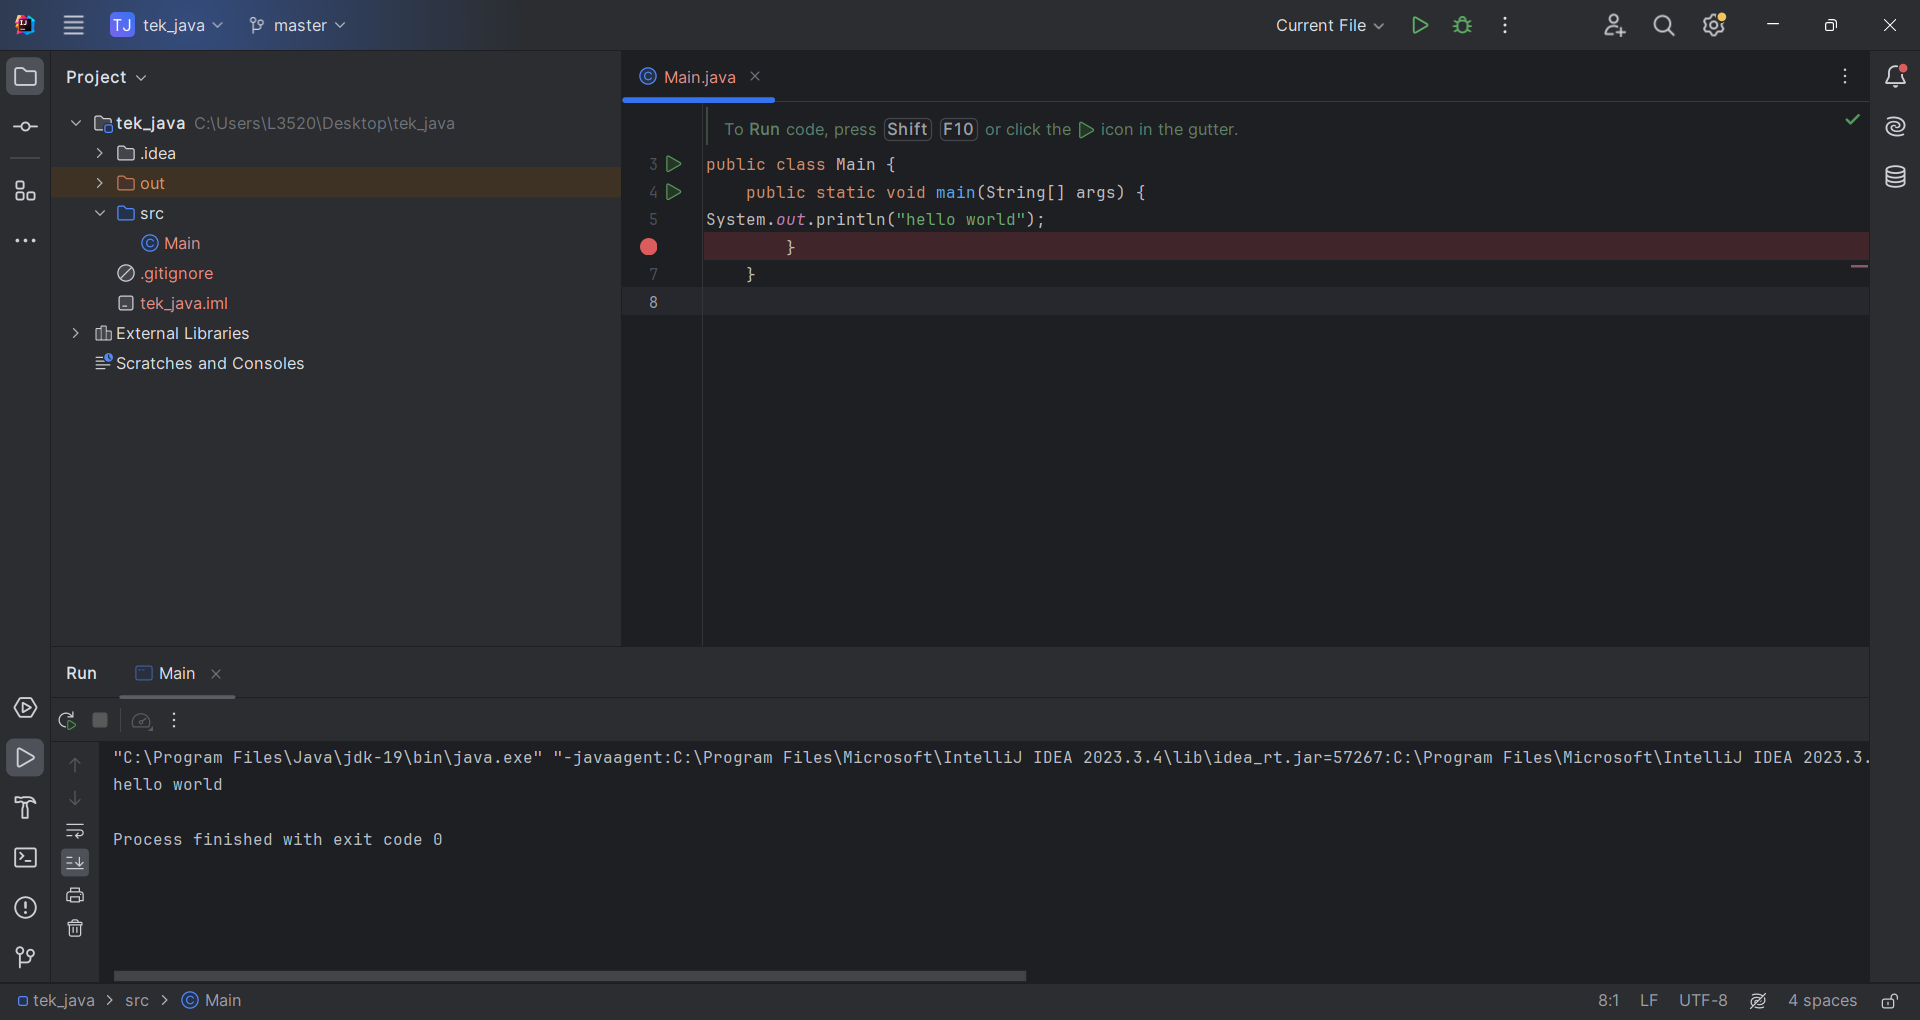 TJ tek_java master Current File
Project
Main.java
tek_java C:\Users\L3520\Desktop\tek_java
.idea
out
src
Main
.gitignore
tek_java.iml
External Libraries
Scratches and Consoles
To Run code, press Shift F10 or click the icon in the gutter.
3 public class Main {
4 public static void main(String[] args) {
5 System.out.println("hello world");
}
7 }
8
Run Main
"C:\Program Files\Java\jdk-19\bin\java.exe" "-javaagent:C:\Program Files\Microsoft\IntelliJ IDEA 2023.3.4\lib\idea_rt.jar=57267:C:\Program Files\Microsoft\IntelliJ IDEA 2023.3.
hello world
Process finished with exit code 0
tek_java > src > Main 8:1 LF UTF-8 4 spaces